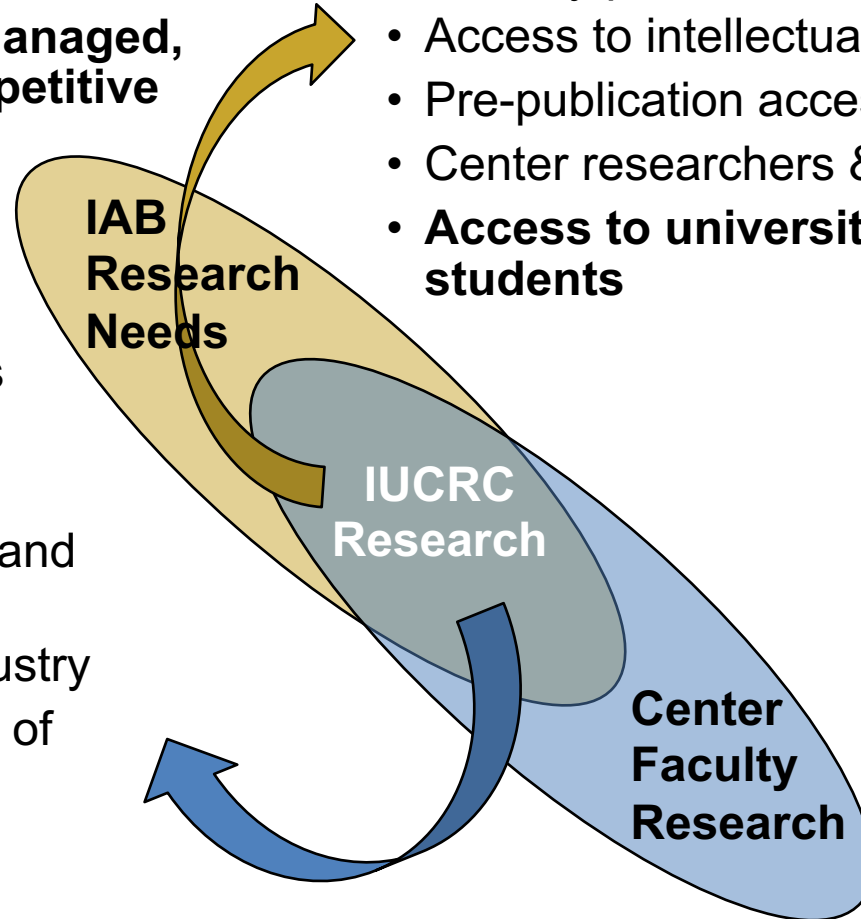 anaged,
petitive
• Access to intellectua
• Pre-publication acces
• Center researchers &
• Access to universit
students
IAB
Research
Needs
s
IUCRC
Research
and
ustry
of
Center
Faculty
Research